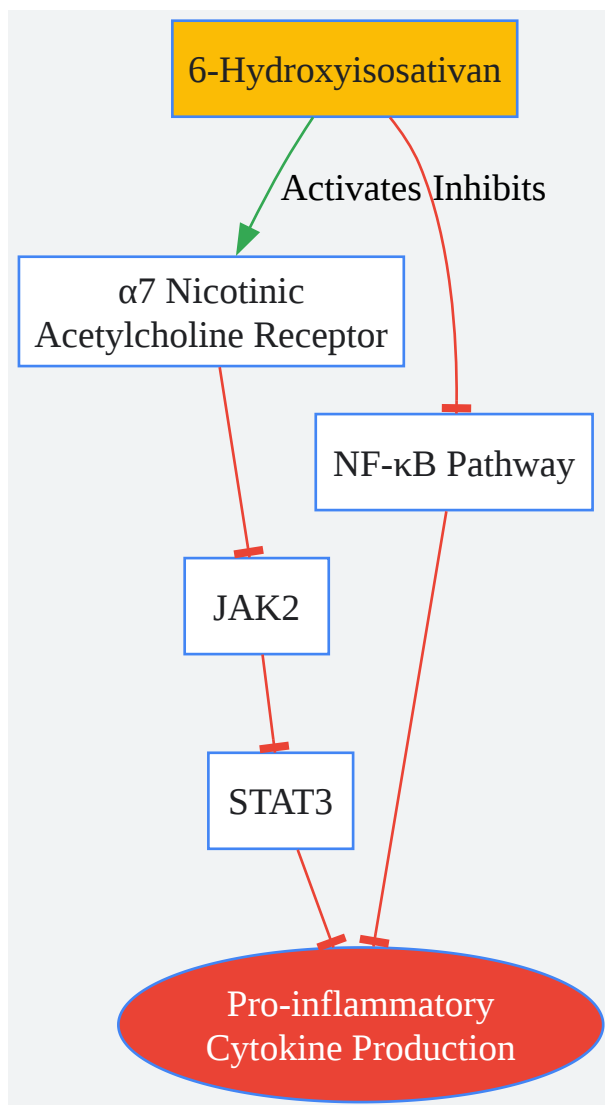 6-Hydroxyisosativan
Activates Inhibits
α7 Nicotinic
Acetylcholine Receptor
NF-κB Pathway
JAK2
STAT3
Pro-inflammatory
Cytokine Production